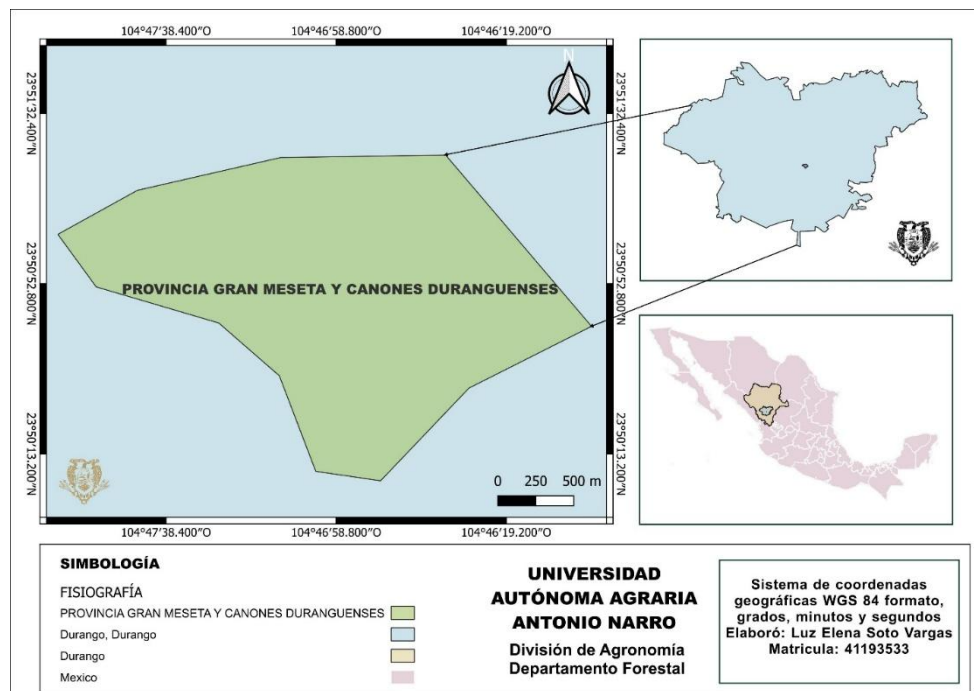 104°47′38.400″O 104°46′58.800″O 104°46′19.200″O
23°51′32.400″N
23°50′52.800″N
23°50′13.200″N
N
PROVINCIA GRAN MESETA Y CANONES DURANGUENSES
23°51′32.400″N
23°50′52.800″N
23°50′13.200″N
0 250 500 m
104°47′38.400″O 104°46′58.800″O 104°46′19.200″O
SIMBOLOGÍA
FISIOGRAFÍA
PROVINCIA GRAN MESETA Y CANONES DURANGUENSES
Durango, Durango
Durango
Mexico
UNIVERSIDAD
AUTÓNOMA AGRARIA
ANTONIO NARRO
División de Agronomía
Departamento Forestal
Sistema de coordenadas
geográficas WGS 84 formato,
grados, minutos y segundos
Elaboró: Luz Elena Soto Vargas
Matricula: 41193533